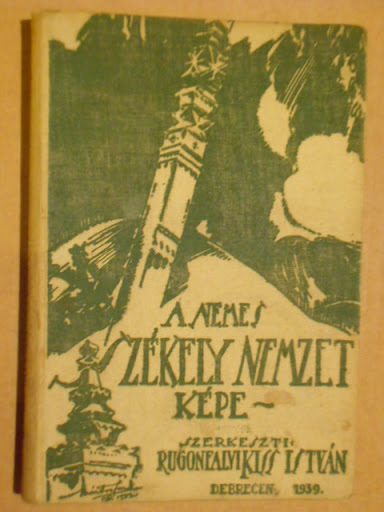 A NEMES
SZÉKELY NEMZET
KÉPE ~
SZERKESZTI:
RUGONFALVI KISS ISTVÁN
DEBRECEN, 1939.